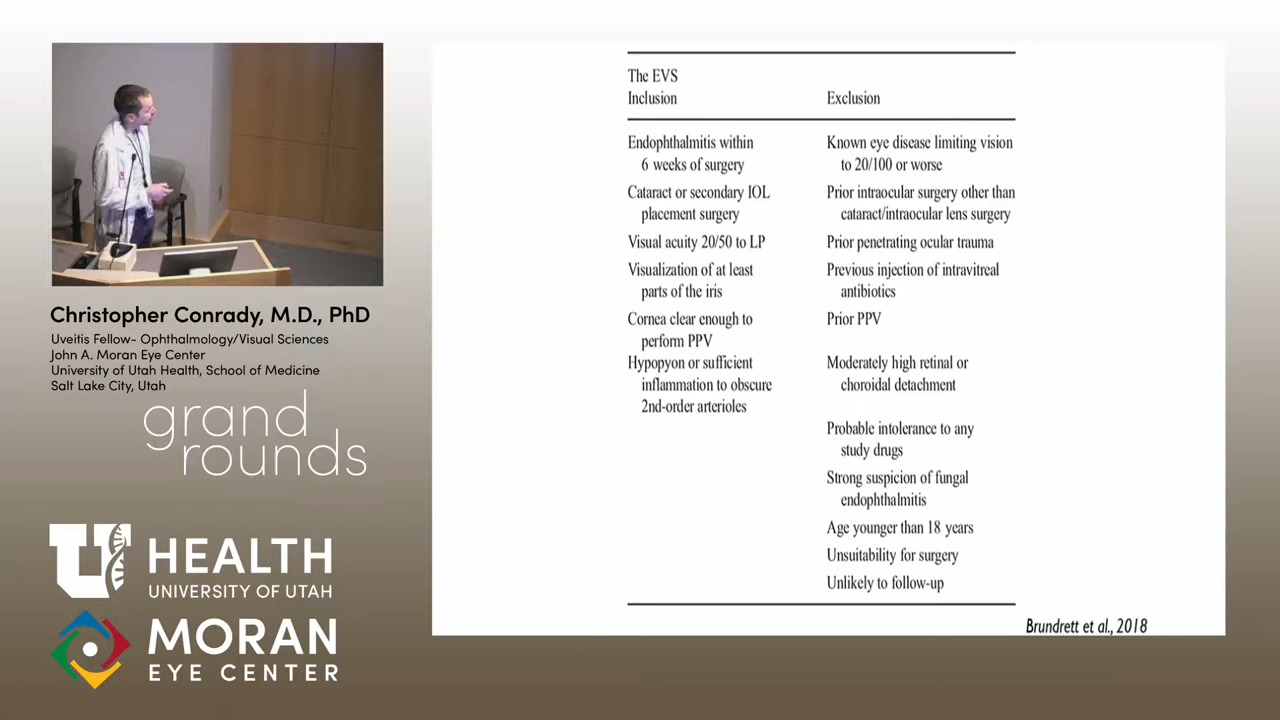 Christopher Conrady, M.D., PhD
Uveitis Fellow- Ophthalmology/Visual Sciences
John A. Moran Eye Center
University of Utah Health, School of Medicine
Salt Lake City, Utah
grand
rounds
U
HEALTH
UNIVERSITY OF UTAH
MORAN
EYE CENTER
The EVS
Inclusion
Endophthalmitis within
6 weeks of surgery
Cataract or secondary IOL
placement surgery
Visual acuity 20/50 to LP
Visualization of at least
parts of the iris
Cornea clear enough to
perform PPV
Hypopyon or sufficient
inflammation to obscure
2nd-order arterioles
Exclusion
Known eye disease limiting vision
to 20/100 or worse
Prior intraocular surgery other than
cataract/intraocular lens surgery
Prior penetrating ocular trauma
Previous injection of intravitreal
antibiotics
Prior PPV
Moderately high retinal or
choroidal detachment
Probable intolerance to any
study drugs
Strong suspicion of fungal
endophthalmitis
Age younger than 18 years
Unsuitability for surgery
Unlikely to follow-up
Brundrett et al., 2018